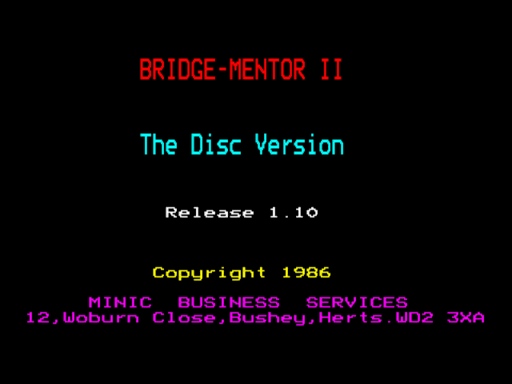 BRIDGE-MENTOR II
The Disc Version
Release 1.10
Copyright 1986
MINIC BUSINESS SERVICES
12,Woburn Close,Bushey,Herts.WD2 3XA